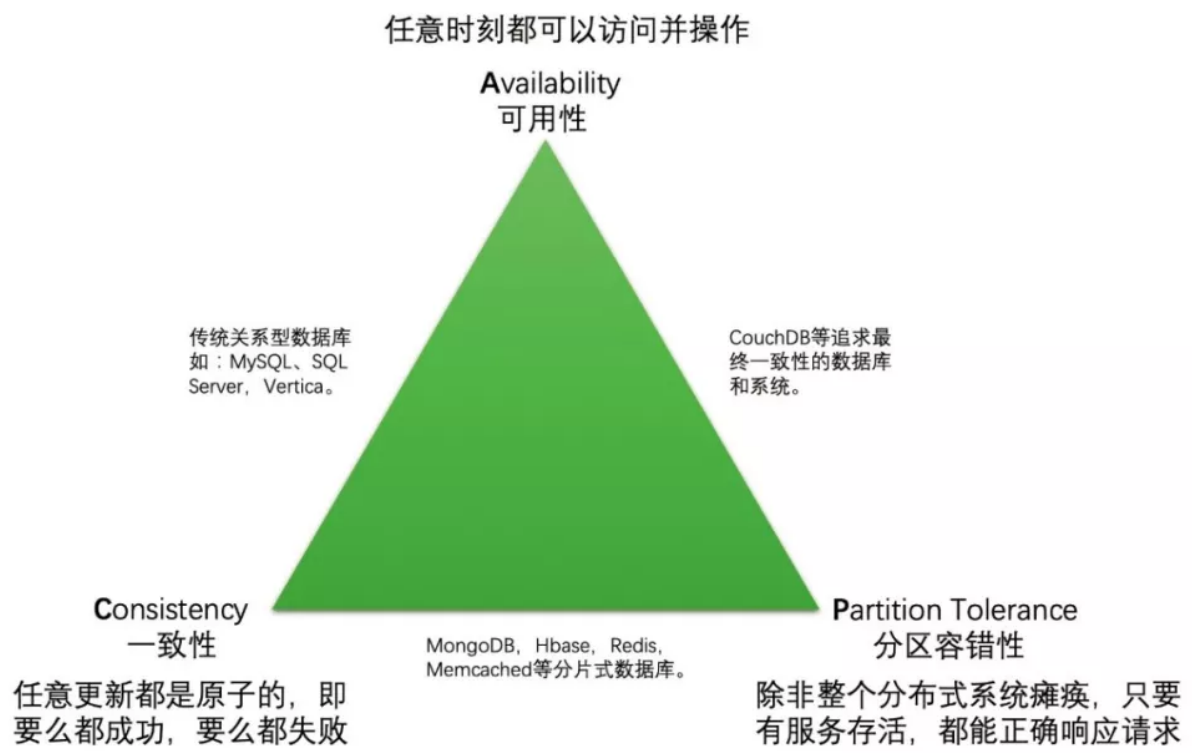 任意时刻都可以访问并操作
Availability
可用性
传统关系型数据库
如：MySQL、SQL
Server，Vertica。
CouchDB等追求最
终一致性的数据库
和系统。
Consistency
一致性
任意更新都是原子的，即
要么都成功，要么都失败
MongoDB，Hbase，Redis，
Memcached等分片式数据库。
Partition Tolerance
分区容错性
除非整个分布式系统瘫痪，只要
有服务存活，都能正确响应请求